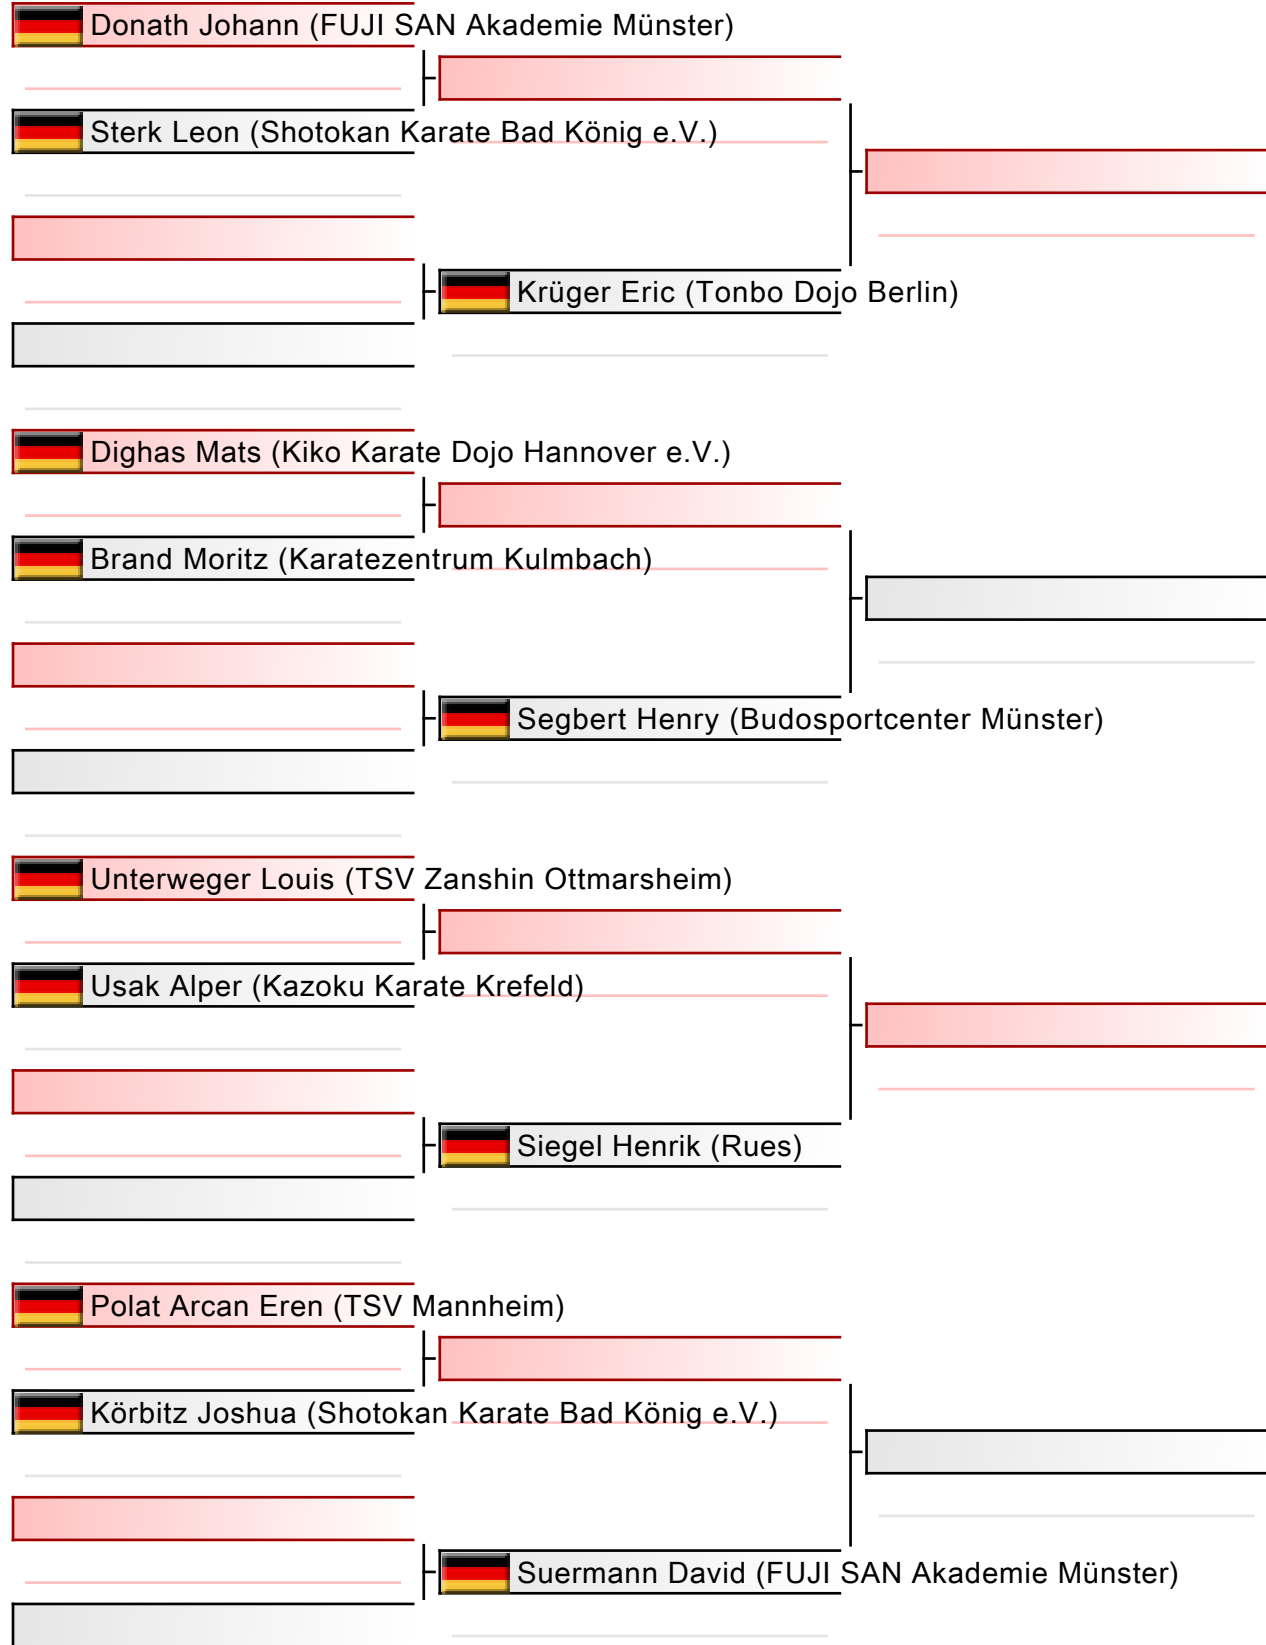 Donath Johann (FUJI SAN Akademie Münster)
Sterk Leon (Shotokan Karate Bad König e.V.)
Krüger Eric (Tonbo Dojo Berlin)
Dighas Mats (Kiko Karate Dojo Hannover e.V.)
Brand Moritz (Karatezentrum Kulmbach)
Segbert Henry (Budosportcenter Münster)
Unterweger Louis (TSV Zanshin Ottmarsheim)
Usak Alper (Kazoku Karate Krefeld)
Siegel Henrik (Rues)
Polat Arcan Eren (TSV Mannheim)
Körbitz Joshua (Shotokan Karate Bad König e.V.)
Suermann David (FUJI SAN Akademie Münster)